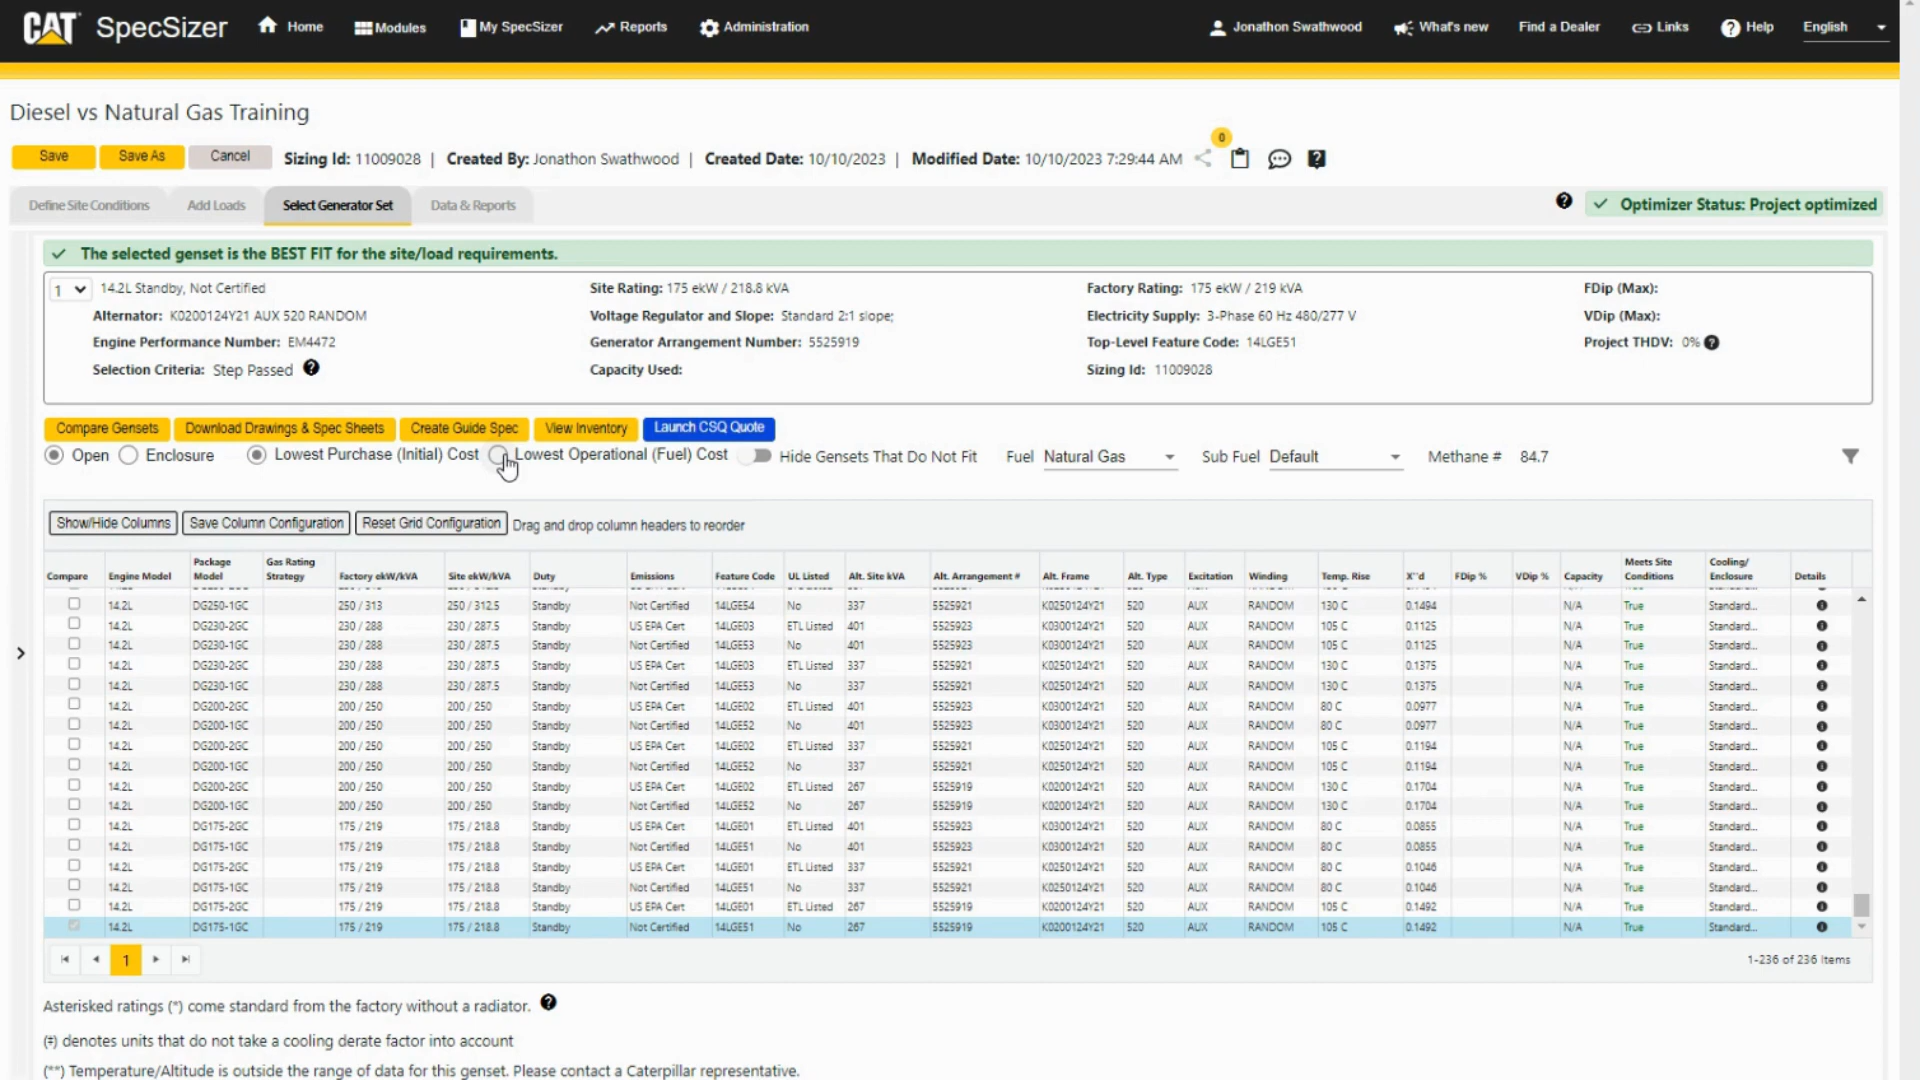 CAT SpecSizer Home Modules My SpecSizer Reports Administration Jonathon Swathwood What's new Find a Dealer Links Help English
Diesel vs Natural Gas Training
0
Save Save As Cancel Sizing Id: 11009028 | Created By: Jonathon Swathwood | Created Date: 10/10/2023 | Modified Date: 10/10/2023 7:29:44 AM
Define Site Conditions Add Loads Select Generator Set Data & Reports Optimizer Status: Project optimized
The selected genset is the BEST FIT for the site/load requirements.
1 14.2L Standby, Not Certified Site Rating: 175 ekW / 218.8 kVA Factory Rating: 175 ekW / 219 kVA FDip (Max):
Alternator: K0200124Y21 AUX 520 RANDOM Voltage Regulator and Slope: Standard 2:1 slope; Electricity Supply: 3-Phase 60 Hz 480/277 V VDip (Max):
Engine Performance Number: EM4472 Generator Arrangement Number: 5525919 Top-Level Feature Code: 14LGE51 Project THDV: 0%
Selection Criteria: Step Passed Capacity Used: Sizing Id: 11009028
Compare Gensets Download Drawings & Spec Sheets Create Guide Spec View Inventory Launch CSQ Quote
Open Enclosure Lowest Purchase (Initial) Cost Lowest Operational (Fuel) Cost Hide Gensets That Do Not Fit Fuel Natural Gas Sub Fuel Default Methane # 84.7
Show/Hide Columns Save Column Configuration Reset Grid Configuration Drag and drop column headers to reorder
Compare Engine Model Package Model Gas Rating Strategy Factory ekW/kVA Site ekW/kVA Duty Emissions Feature Code UL Listed Alt. Site kVA Alt. Arrangement # Alt. Frame Alt. Type Excitation Winding Temp. Rise X''d FDip % VDip % Capacity Meets Site Conditions Cooling/ Enclosure Details
14.2L DG250-1GC 250 / 313 250 / 312.5 Standby Not Certified 14LGE54 No 337 5525921 K0250124Y21 520 AUX RANDOM 130 C 0.1494 N/A True Standard...
14.2L DG230-2GC 230 / 288 230 / 287.5 Standby US EPA Cert 14LGE03 ETL Listed 401 5525923 K0300124Y21 520 AUX RANDOM 105 C 0.1125 N/A True Standard...
14.2L DG230-1GC 230 / 288 230 / 287.5 Standby Not Certified 14LGE53 No 401 5525923 K0300124Y21 520 AUX RANDOM 105 C 0.1125 N/A True Standard...
14.2L DG230-2GC 230 / 288 230 / 287.5 Standby US EPA Cert 14LGE03 ETL Listed 337 5525921 K0250124Y21 520 AUX RANDOM 130 C 0.1375 N/A True Standard...
14.2L DG230-1GC 230 / 288 230 / 287.5 Standby Not Certified 14LGE53 No 337 5525921 K0250124Y21 520 AUX RANDOM 130 C 0.1375 N/A True Standard...
14.2L DG200-2GC 200 / 250 200 / 250 Standby US EPA Cert 14LGE02 ETL Listed 401 5525923 K0300124Y21 520 AUX RANDOM 80 C 0.0977 N/A True Standard...
14.2L DG200-1GC 200 / 250 200 / 250 Standby Not Certified 14LGE52 No 401 5525923 K0300124Y21 520 AUX RANDOM 80 C 0.0977 N/A True Standard...
14.2L DG200-2GC 200 / 250 200 / 250 Standby US EPA Cert 14LGE02 ETL Listed 337 5525921 K0250124Y21 520 AUX RANDOM 105 C 0.1194 N/A True Standard...
14.2L DG200-1GC 200 / 250 200 / 250 Standby Not Certified 14LGE52 No 337 5525921 K0250124Y21 520 AUX RANDOM 105 C 0.1194 N/A True Standard...
14.2L DG200-2GC 200 / 250 200 / 250 Standby US EPA Cert 14LGE02 ETL Listed 267 5525919 K0200124Y21 520 AUX RANDOM 130 C 0.1704 N/A True Standard...
14.2L DG200-1GC 200 / 250 200 / 250 Standby Not Certified 14LGE52 No 267 5525919 K0200124Y21 520 AUX RANDOM 130 C 0.1704 N/A True Standard...
14.2L DG175-2GC 175 / 219 175 / 218.8 Standby US EPA Cert 14LGE01 ETL Listed 401 5525923 K0300124Y21 520 AUX RANDOM 80 C 0.0855 N/A True Standard...
14.2L DG175-1GC 175 / 219 175 / 218.8 Standby Not Certified 14LGE51 No 401 5525923 K0300124Y21 520 AUX RANDOM 80 C 0.0855 N/A True Standard...
14.2L DG175-2GC 175 / 219 175 / 218.8 Standby US EPA Cert 14LGE01 ETL Listed 337 5525921 K0250124Y21 520 AUX RANDOM 80 C 0.1046 N/A True Standard...
14.2L DG175-1GC 175 / 219 175 / 218.8 Standby Not Certified 14LGE51 No 337 5525921 K0250124Y21 520 AUX RANDOM 80 C 0.1046 N/A True Standard...
14.2L DG175-2GC 175 / 219 175 / 218.8 Standby US EPA Cert 14LGE01 ETL Listed 267 5525919 K0200124Y21 520 AUX RANDOM 105 C 0.1492 N/A True Standard...
14.2L DG175-1GC 175 / 219 175 / 218.8 Standby Not Certified 14LGE51 No 267 5525919 K0200124Y21 520 AUX RANDOM 105 C 0.1492 N/A True Standard...
1 1-236 of 236 items
Asterisked ratings (*) come standard from the factory without a radiator.
(‡) denotes units that do not take a cooling derate factor into account
(**) Temperature/Altitude is outside the range of data for this genset. Please contact a Caterpillar representative.